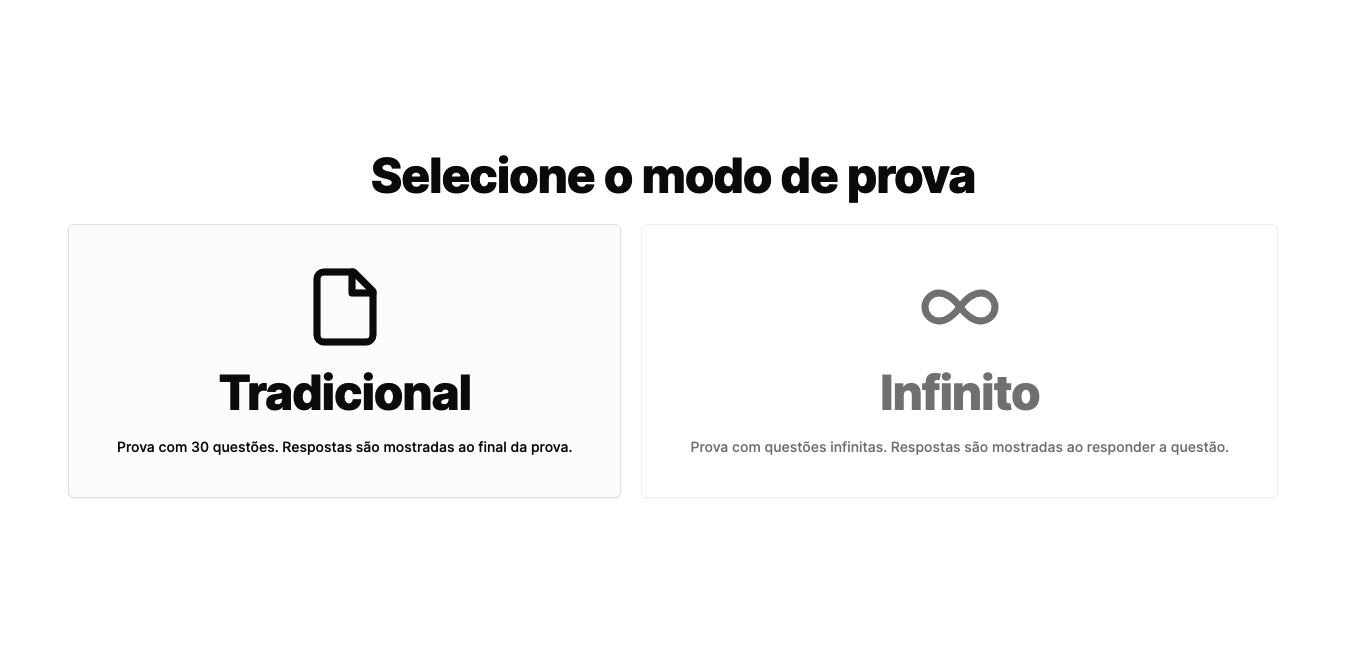 Selecione o modo de prova
Tradicional
Prova com 30 questões. Respostas são mostradas ao final da prova.
Infinito
Prova com questões infinitas. Respostas são mostradas ao responder a questão.